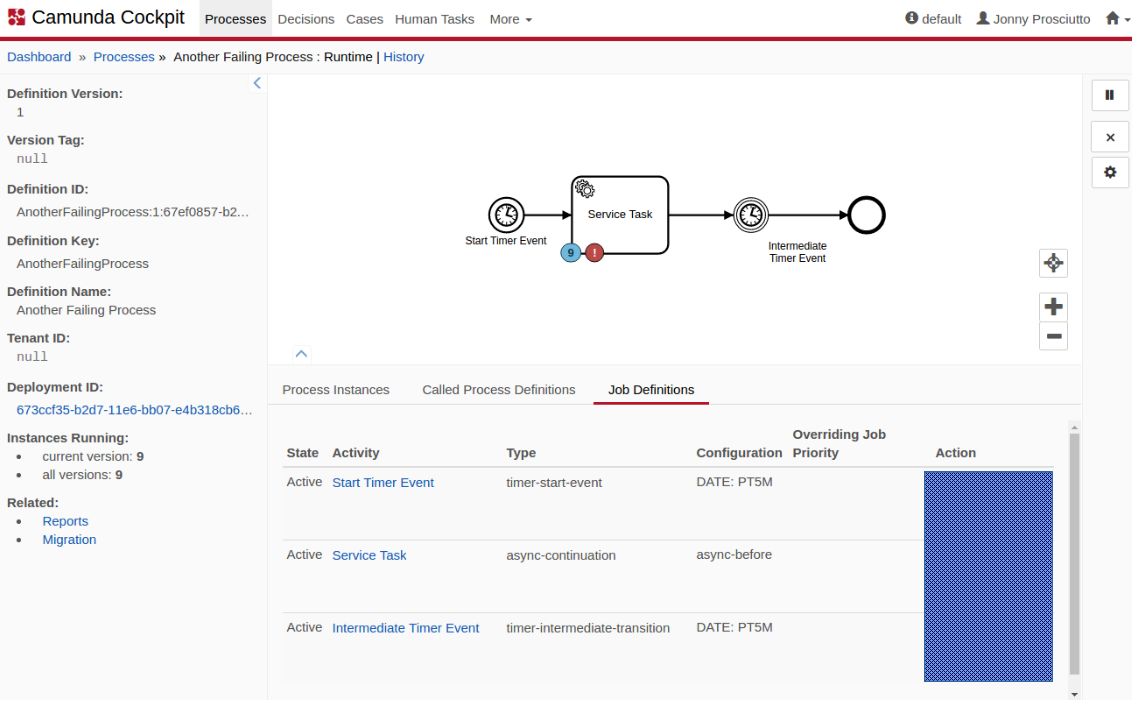 Camunda Cockpit Processes Decisions Cases Human Tasks More default Jonny Prosciutto
Dashboard » Processes » Another Failing Process : Runtime | History
Definition Version:
1
Version Tag:
null
Definition ID:
AnotherFailingProcess:1:67ef0857-b2...
Definition Key:
AnotherFailingProcess
Definition Name:
Another Failing Process
Tenant ID:
null
Deployment ID:
673ccf35-b2d7-11e6-bb07-e4b318cb6...
Instances Running:
current version: 9
all versions: 9
Related:
Reports
Migration
Start Timer Event
Service Task
9 !
Intermediate
Timer Event
Process Instances Called Process Definitions Job Definitions
State Activity Type Configuration Overriding Job Priority Action
Active Start Timer Event timer-start-event DATE: PT5M
Active Service Task async-continuation async-before
Active Intermediate Timer Event timer-intermediate-transition DATE: PT5M